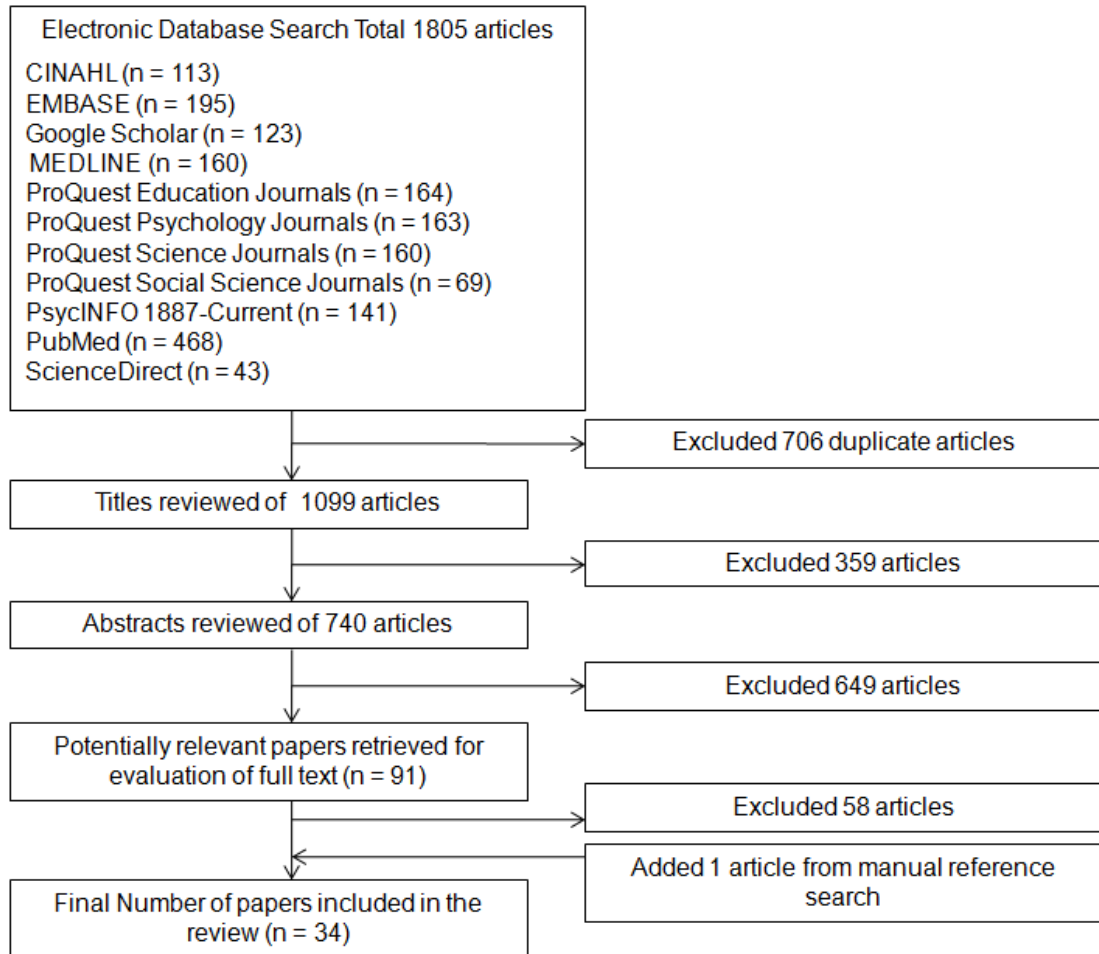 Electronic Database Search Total 1805 articles
CINAHL (n = 113)
EMBASE (n = 195)
Google Scholar (n = 123)
MEDLINE (n = 160)
ProQuest Education Journals (n = 164)
ProQuest Psychology Journals (n = 163)
ProQuest Science Journals (n = 160)
ProQuest Social Science Journals (n = 69)
PsycINFO 1887-Current (n = 141)
PubMed (n = 468)
ScienceDirect (n = 43)
Excluded 706 duplicate articles
Titles reviewed of 1099 articles
Excluded 359 articles
Abstracts reviewed of 740 articles
Excluded 649 articles
Potentially relevant papers retrieved for
evaluation of full text (n = 91)
Excluded 58 articles
Added 1 article from manual reference
search
Final Number of papers included in the
review (n = 34)